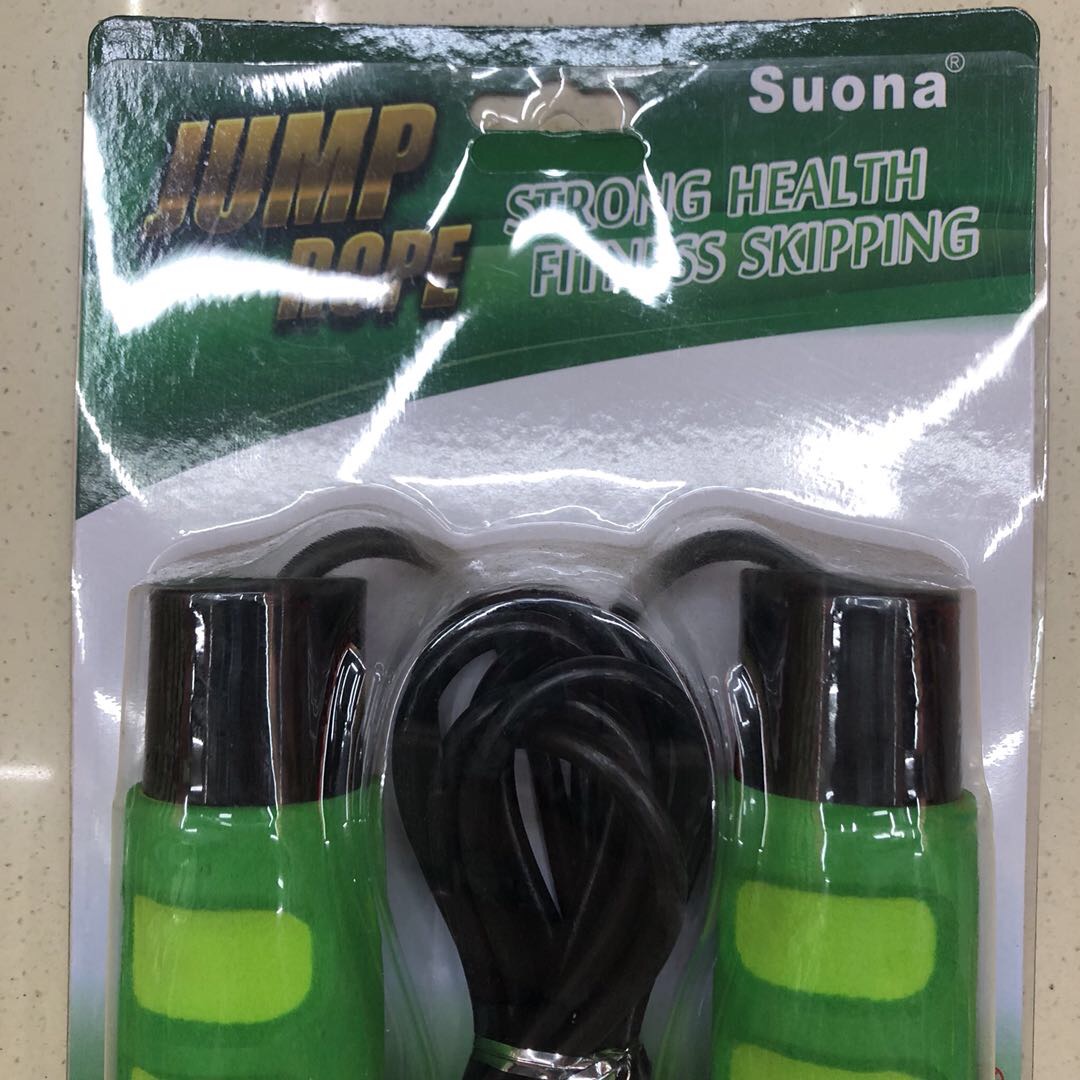 Suona®
JUMP
ROPE
STRONG HEALTH
FITNESS SKIPPING